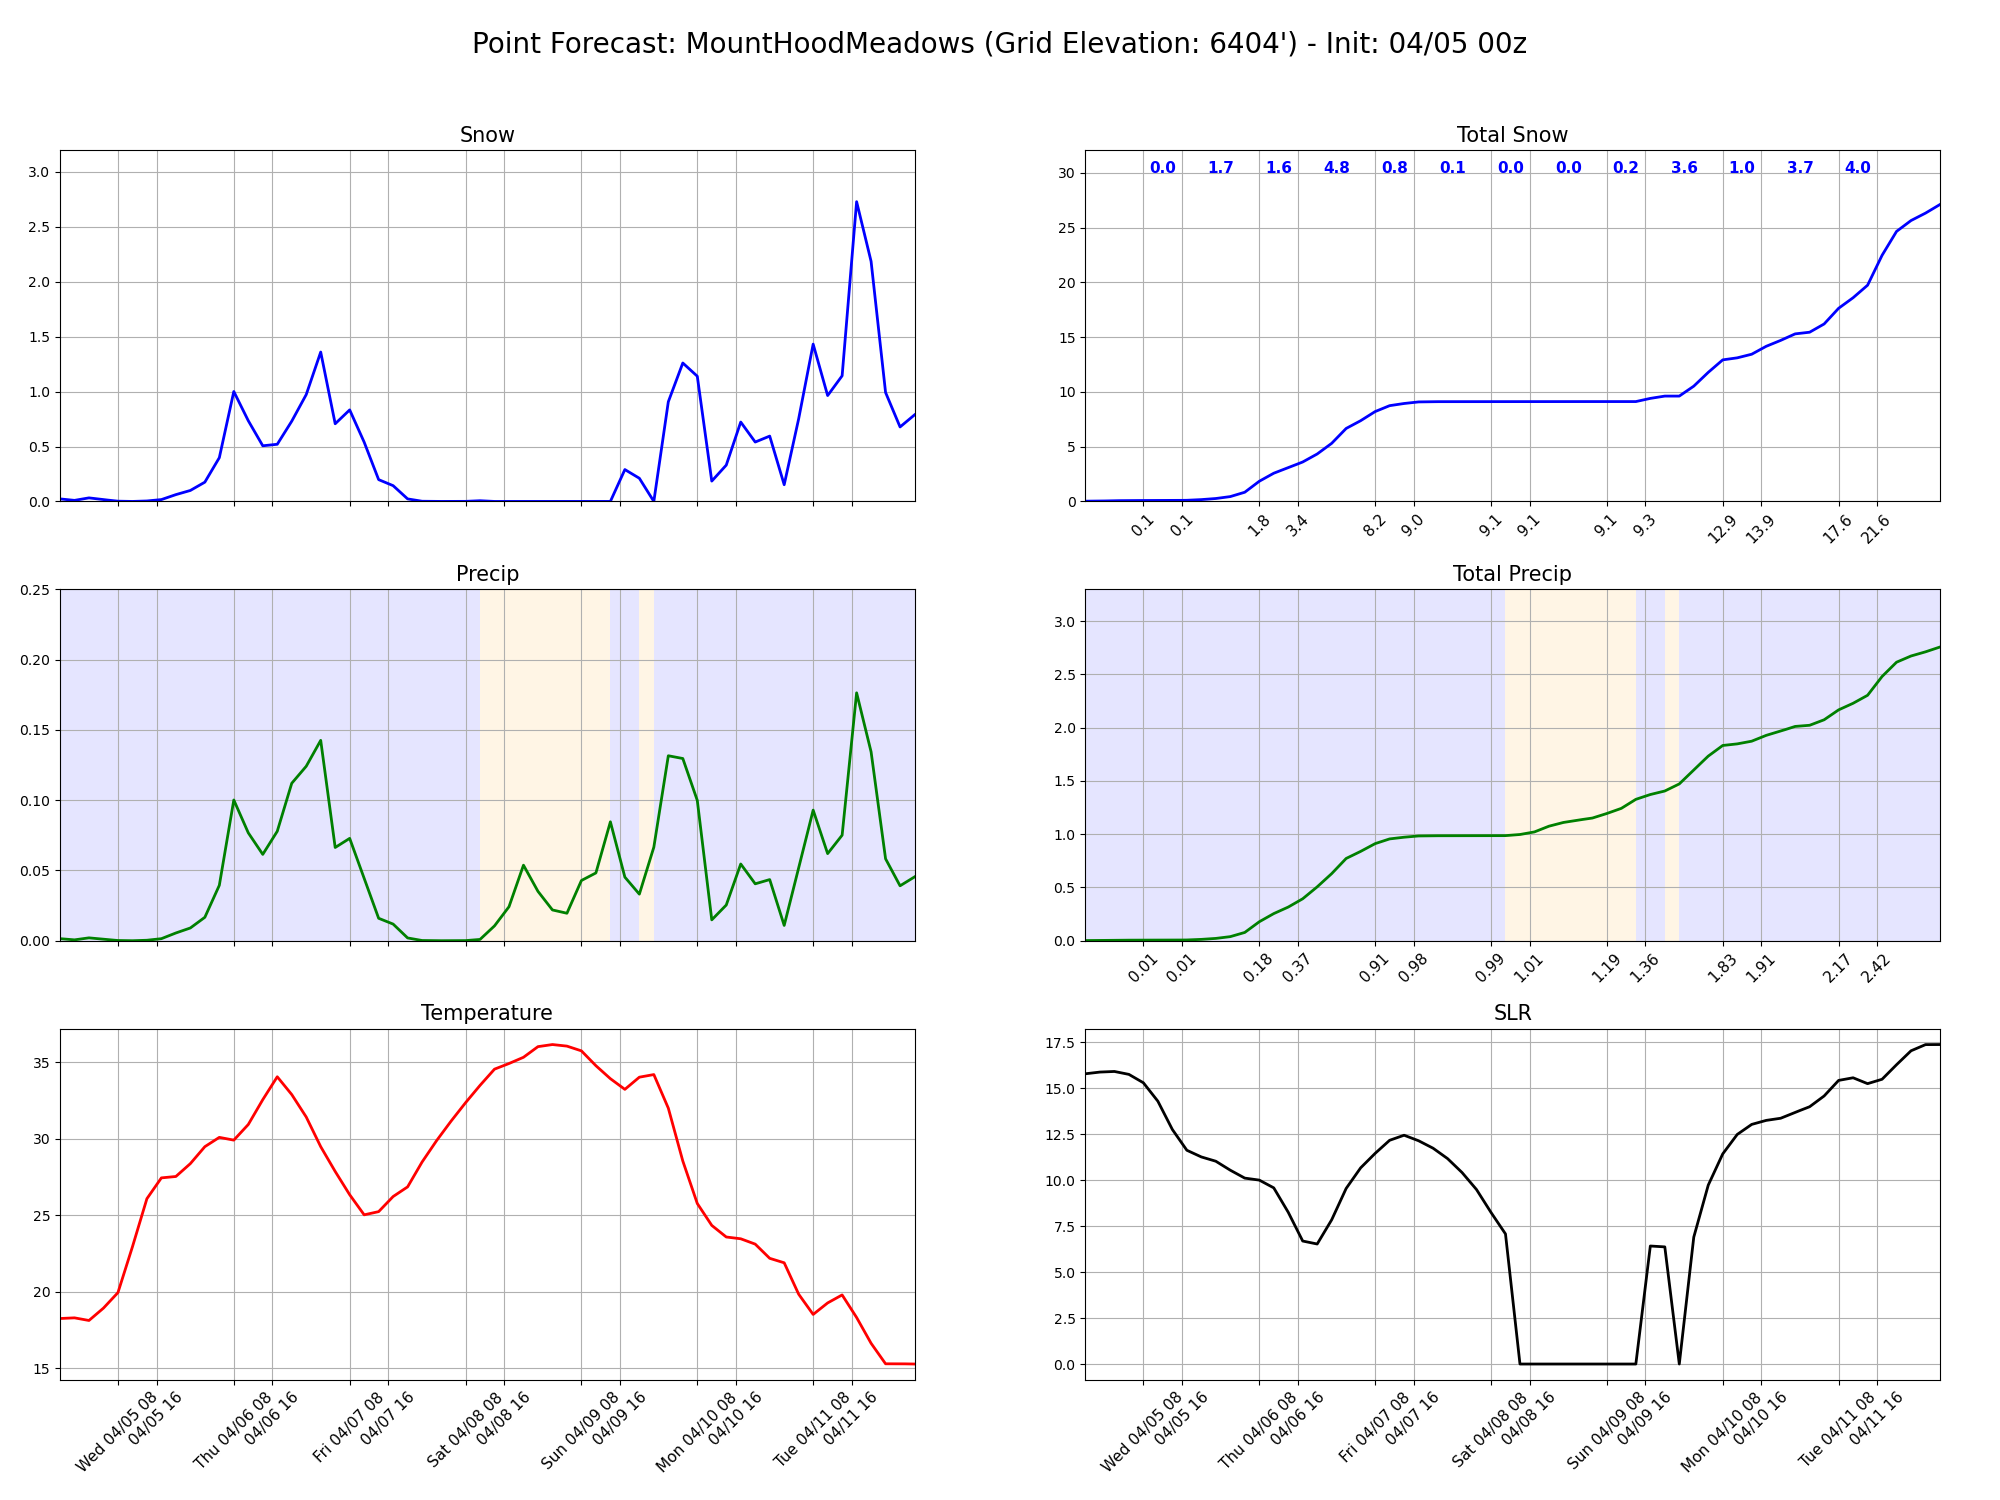 Point Forecast: MountHoodMeadows (Grid Elevation: 6404') - Init: 04/05 00z
Snow
3.0
2.5
2.0
1.5
1.0
0.5
0.0
Total Snow
0.0 1.7 1.6 4.8 0.8 0.1 0.0 0.0 0.2 3.6 1.0 3.7 4.0
30
25
20
15
10
5
0
0.1 0.1 1.8 3.4 8.2 9.0 9.1 9.1 9.1 9.3 12.9 13.9 17.6 21.6
Precip
0.25
0.20
0.15
0.10
0.05
0.00
Total Precip
3.0
2.5
2.0
1.5
1.0
0.5
0.0
0.01 0.01 0.18 0.37 0.91 0.98 0.99 1.01 1.19 1.36 1.83 1.91 2.17 2.42
Temperature
35
30
25
20
15
Wed 04/05 08
04/05 16
Thu 04/06 08
04/06 16
Fri 04/07 08
04/07 16
Sat 04/08 08
04/08 16
Sun 04/09 08
04/09 16
Mon 04/10 08
04/10 16
Tue 04/11 08
04/11 16
SLR
17.5
15.0
12.5
10.0
7.5
5.0
2.5
0.0
Wed 04/05 08
04/05 16
Thu 04/06 08
04/06 16
Fri 04/07 08
04/07 16
Sat 04/08 08
04/08 16
Sun 04/09 08
04/09 16
Mon 04/10 08
04/10 16
Tue 04/11 08
04/11 16